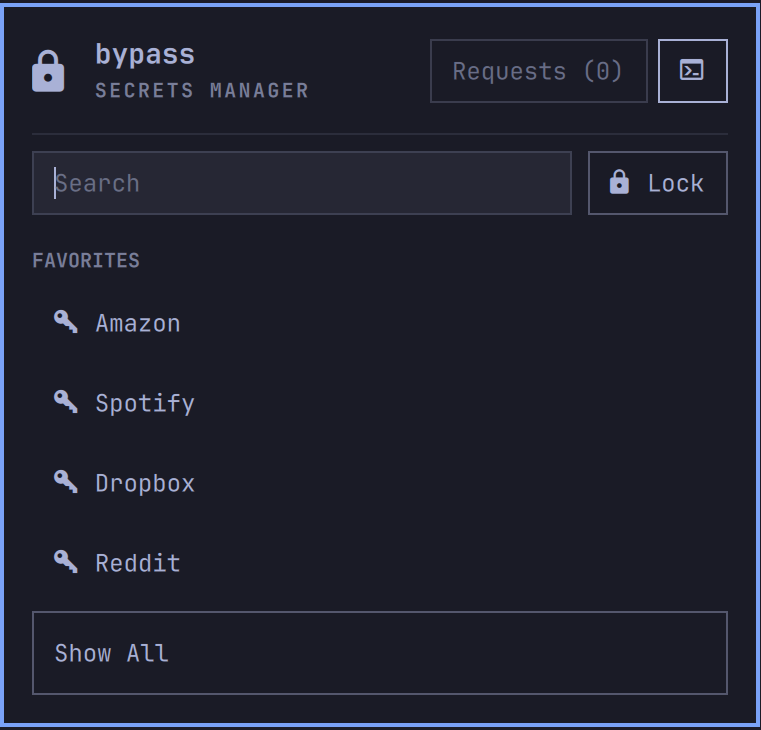 bypass
SECRETS MANAGER
Requests (0)
Search
Lock
FAVORITES
Amazon
Spotify
Dropbox
Reddit
Show All